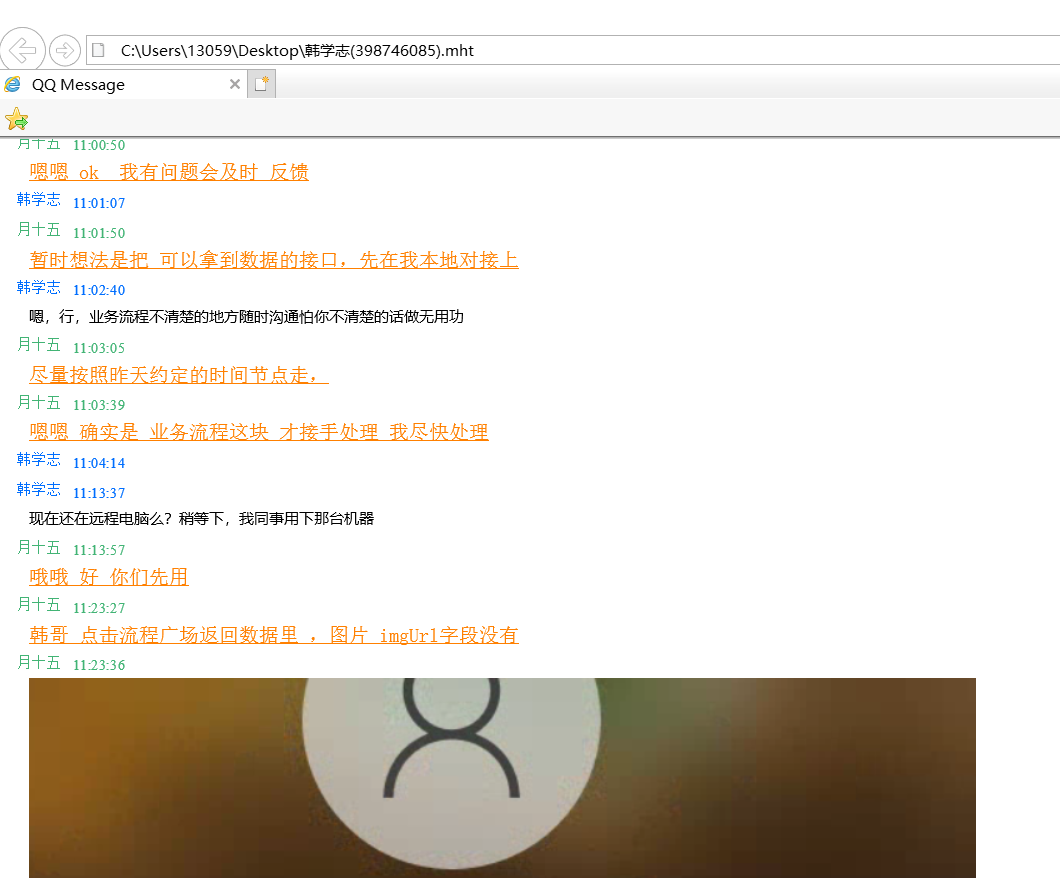 C:\Users\13059\Desktop\韩学志(398746085).mht
QQ Message
月十五 11:00:50
嗯嗯 ok 我有问题会及时 反馈
韩学志 11:01:07
月十五 11:01:50
暂时想法是把 可以拿到数据的接口，先在我本地对接上
韩学志 11:02:40
嗯，行，业务流程不清楚的地方随时沟通怕你不清楚的话做无用功
月十五 11:03:05
尽量按照昨天约定的时间节点走，
月十五 11:03:39
嗯嗯 确实是 业务流程这块 才接手处理 我尽快处理
韩学志 11:04:14
韩学志 11:13:37
现在还在远程电脑么？稍等下，我同事用下那台机器
月十五 11:13:57
哦哦 好 你们先用
月十五 11:23:27
韩哥 点击流程广场返回数据里 ，图片 imgUrl字段没有
月十五 11:23:36